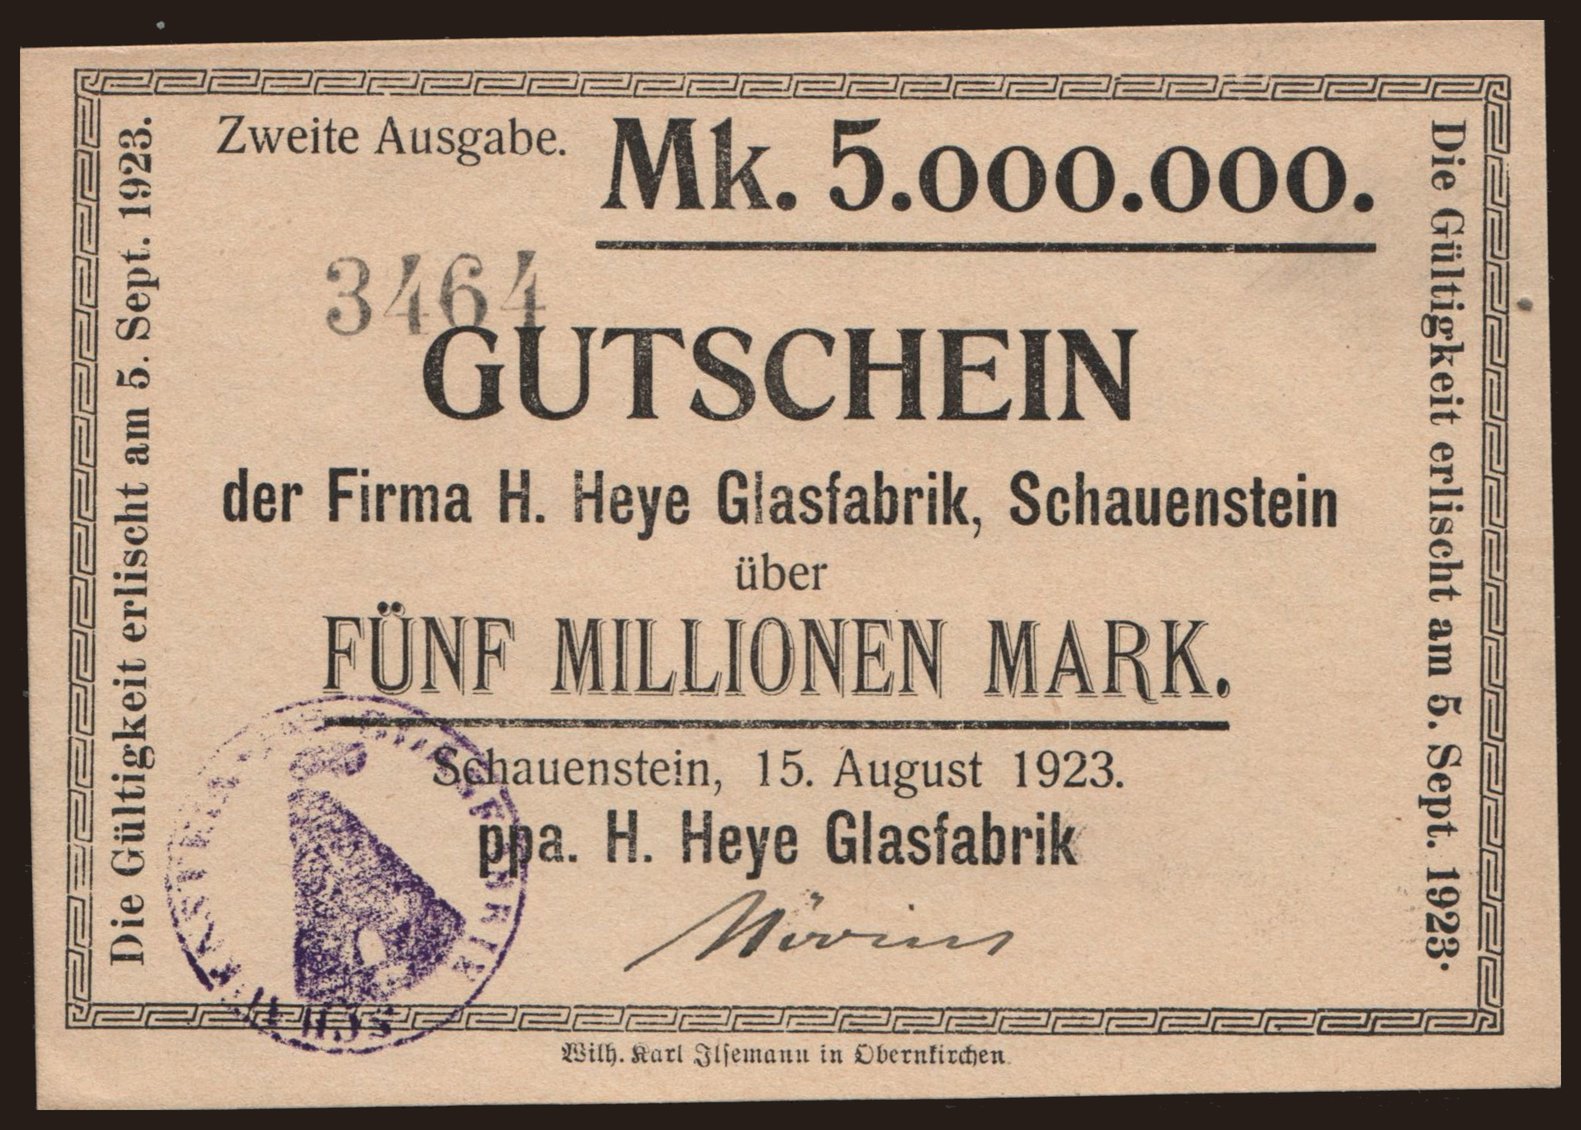 Zweite Ausgabe.
Mk. 5.000.000.
3464
GUTSCHEIN
der Firma H. Heye Glasfabrik, Schauenstein
über
FÜNF MILLIONEN MARK.
Schauenstein, 15. August 1923.
ppa. H. Heye Glasfabrik
Die Gültigkeit erlischt am 5. Sept. 1923.
Die Gültigkeit erlischt am 5. Sept. 1923.
Wilh. Karl Ilsemann in Obernkirchen.